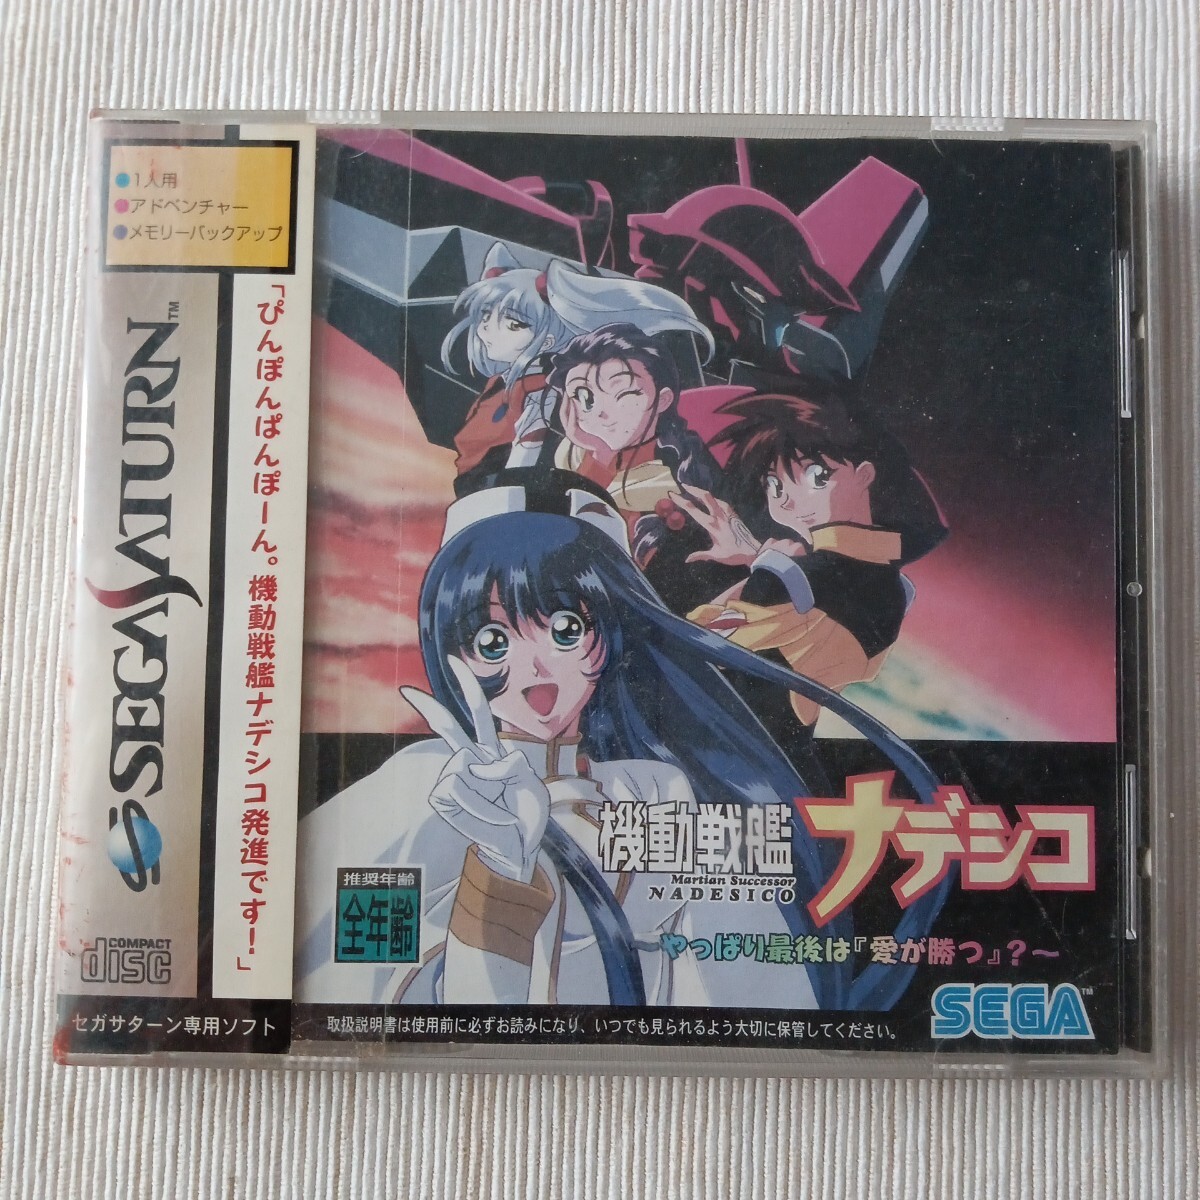 ●1人用
●アドベンチャー
●メモリーバックアップ
SEGA SATURN™
「ぴんぽんぱんぽーん。機動戦艦ナデシコ発進です！」
COMPACT
disc
セガサターン専用ソフト
機動戦艦 ナデシコ
Martian Successor
NADESICO
〜やっぱり最後は『愛が勝つ』？〜
推奨年齢
全年齢
SEGA™
取扱説明書は使用前に必ずお読みになり、いつでも見られるよう大切に保管してください。